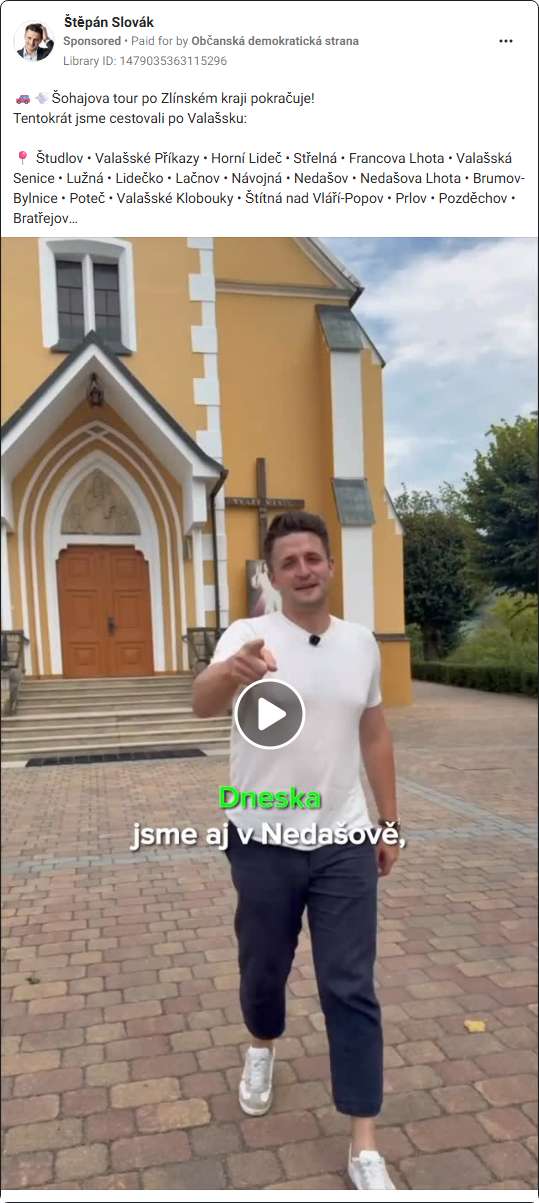 Štěpán Slovák
Sponsored • Paid for by Občanská demokratická strana
Library ID: 1479035363115296
🚗💨 Šohajova tour po Zlínském kraji pokračuje!
Tentokrát jsme cestovali po Valašsku:
📍 Študlov • Valašské Příkazy • Horní Lideč • Střelná • Francova Lhota • Valašská
Senice • Lužná • Lidečko • Lačnov • Návojná • Nedašov • Nedašova Lhota • Brumov-
Bylnice • Poteč • Valašské Klobouky • Štítná nad Vláří-Popov • Prlov • Pozděchov •
Bratřejov...
Dneska
jsme aj v Nedašově,